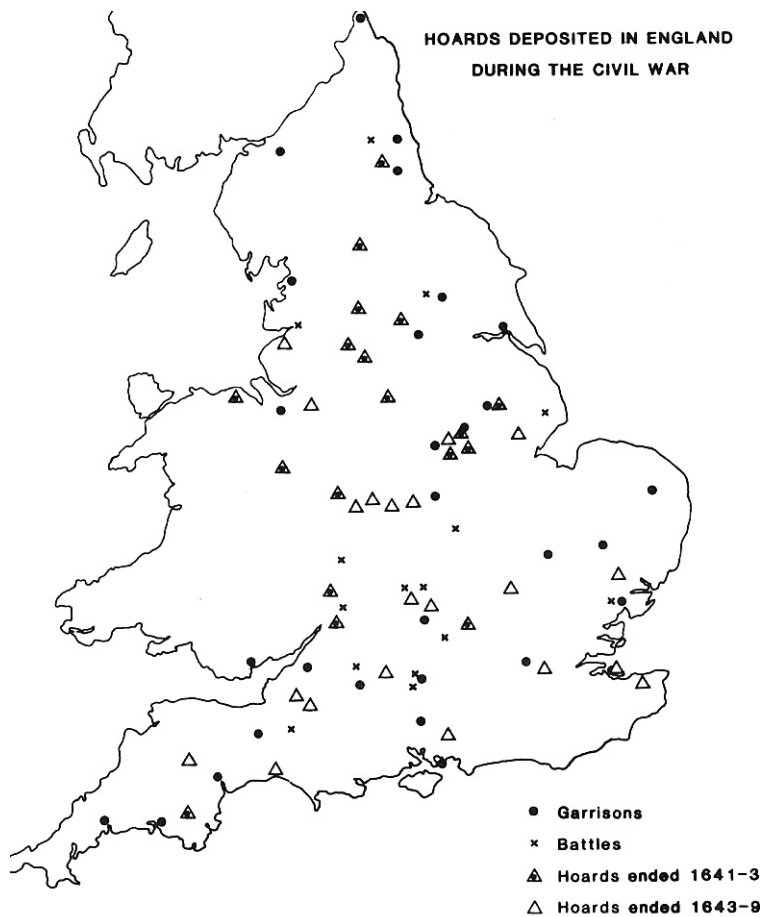 HOARDS DEPOSITED IN ENGLAND
DURING THE CIVIL WAR
Garrisons
Battles
Hoards ended 1641-3
Hoards ended 1643-9